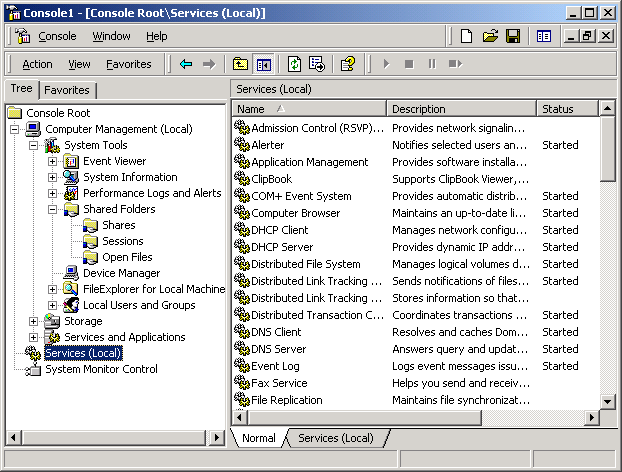 Console1 - [Console Root\Services (Local)]
Console Window Help
Action View Favorites
Tree Favorites
Console Root
Computer Management (Local)
System Tools
Event Viewer
System Information
Performance Logs and Alerts
Shared Folders
Shares
Sessions
Open Files
Device Manager
FileExplorer for Local Machine
Local Users and Groups
Storage
Services and Applications
Services (Local)
System Monitor Control
Services (Local)
Name Description Status
Admission Control (RSVP)... Provides network signalin...
Alerter Notifies selected users an... Started
Application Management Provides software installa...
ClipBook Supports ClipBook Viewer,...
COM+ Event System Provides automatic distrib... Started
Computer Browser Maintains an up-to-date li... Started
DHCP Client Manages network configu... Started
DHCP Server Provides dynamic IP addr... Started
Distributed File System Manages logical volumes d... Started
Distributed Link Tracking ... Sends notifications of files... Started
Distributed Link Tracking ... Stores information so that... Started
Distributed Transaction C... Coordinates transactions ... Started
DNS Client Resolves and caches Dom... Started
DNS Server Answers query and updat... Started
Event Log Logs event messages issu... Started
Fax Service Helps you send and receiv...
File Replication Maintains file synchronizat...
Normal Services (Local)